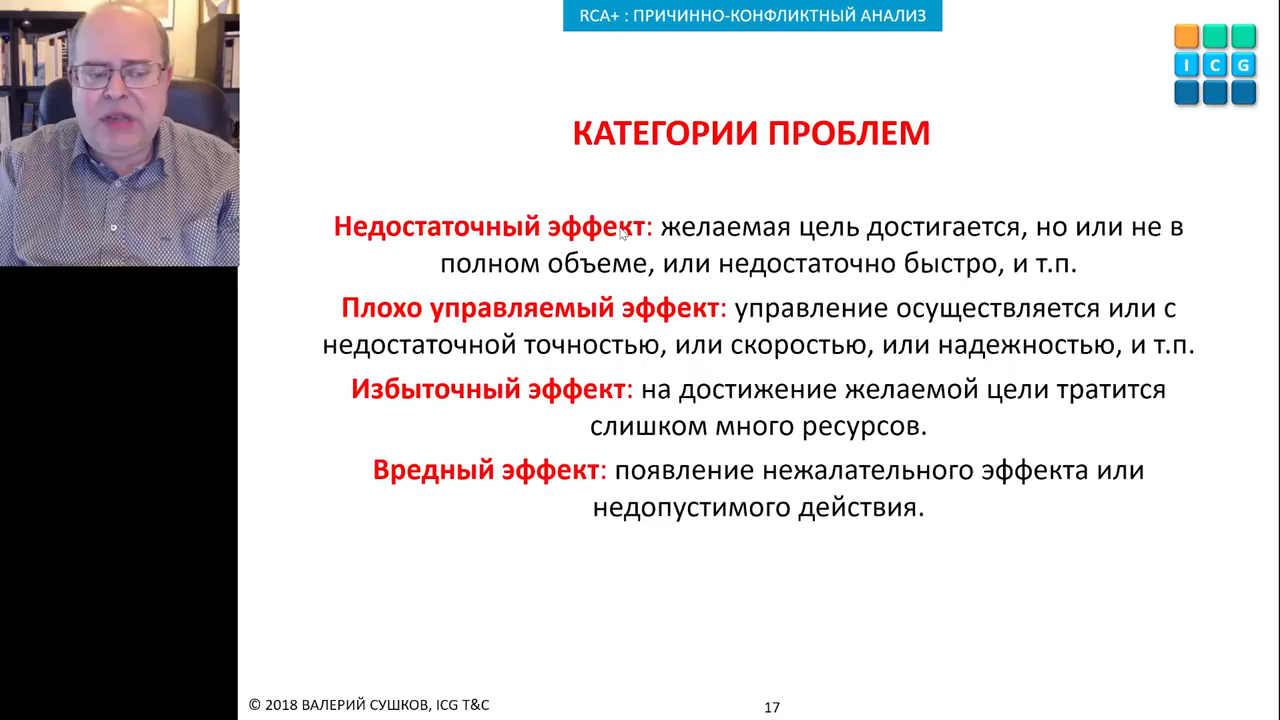 RCA+ : ПРИЧИННО-КОНФЛИКТНЫЙ АНАЛИЗ
I C G
КАТЕГОРИИ ПРОБЛЕМ
Недостаточный эффект: желаемая цель достигается, но или не в
полном объеме, или недостаточно быстро, и т.п.
Плохо управляемый эффект: управление осуществляется или с
недостаточной точностью, или скоростью, или надежностью, и т.п.
Избыточный эффект: на достижение желаемой цели тратится
слишком много ресурсов.
Вредный эффект: появление нежалательного эффекта или
недопустимого действия.
© 2018 ВАЛЕРИЙ СУШКОВ, ICG T&C
17